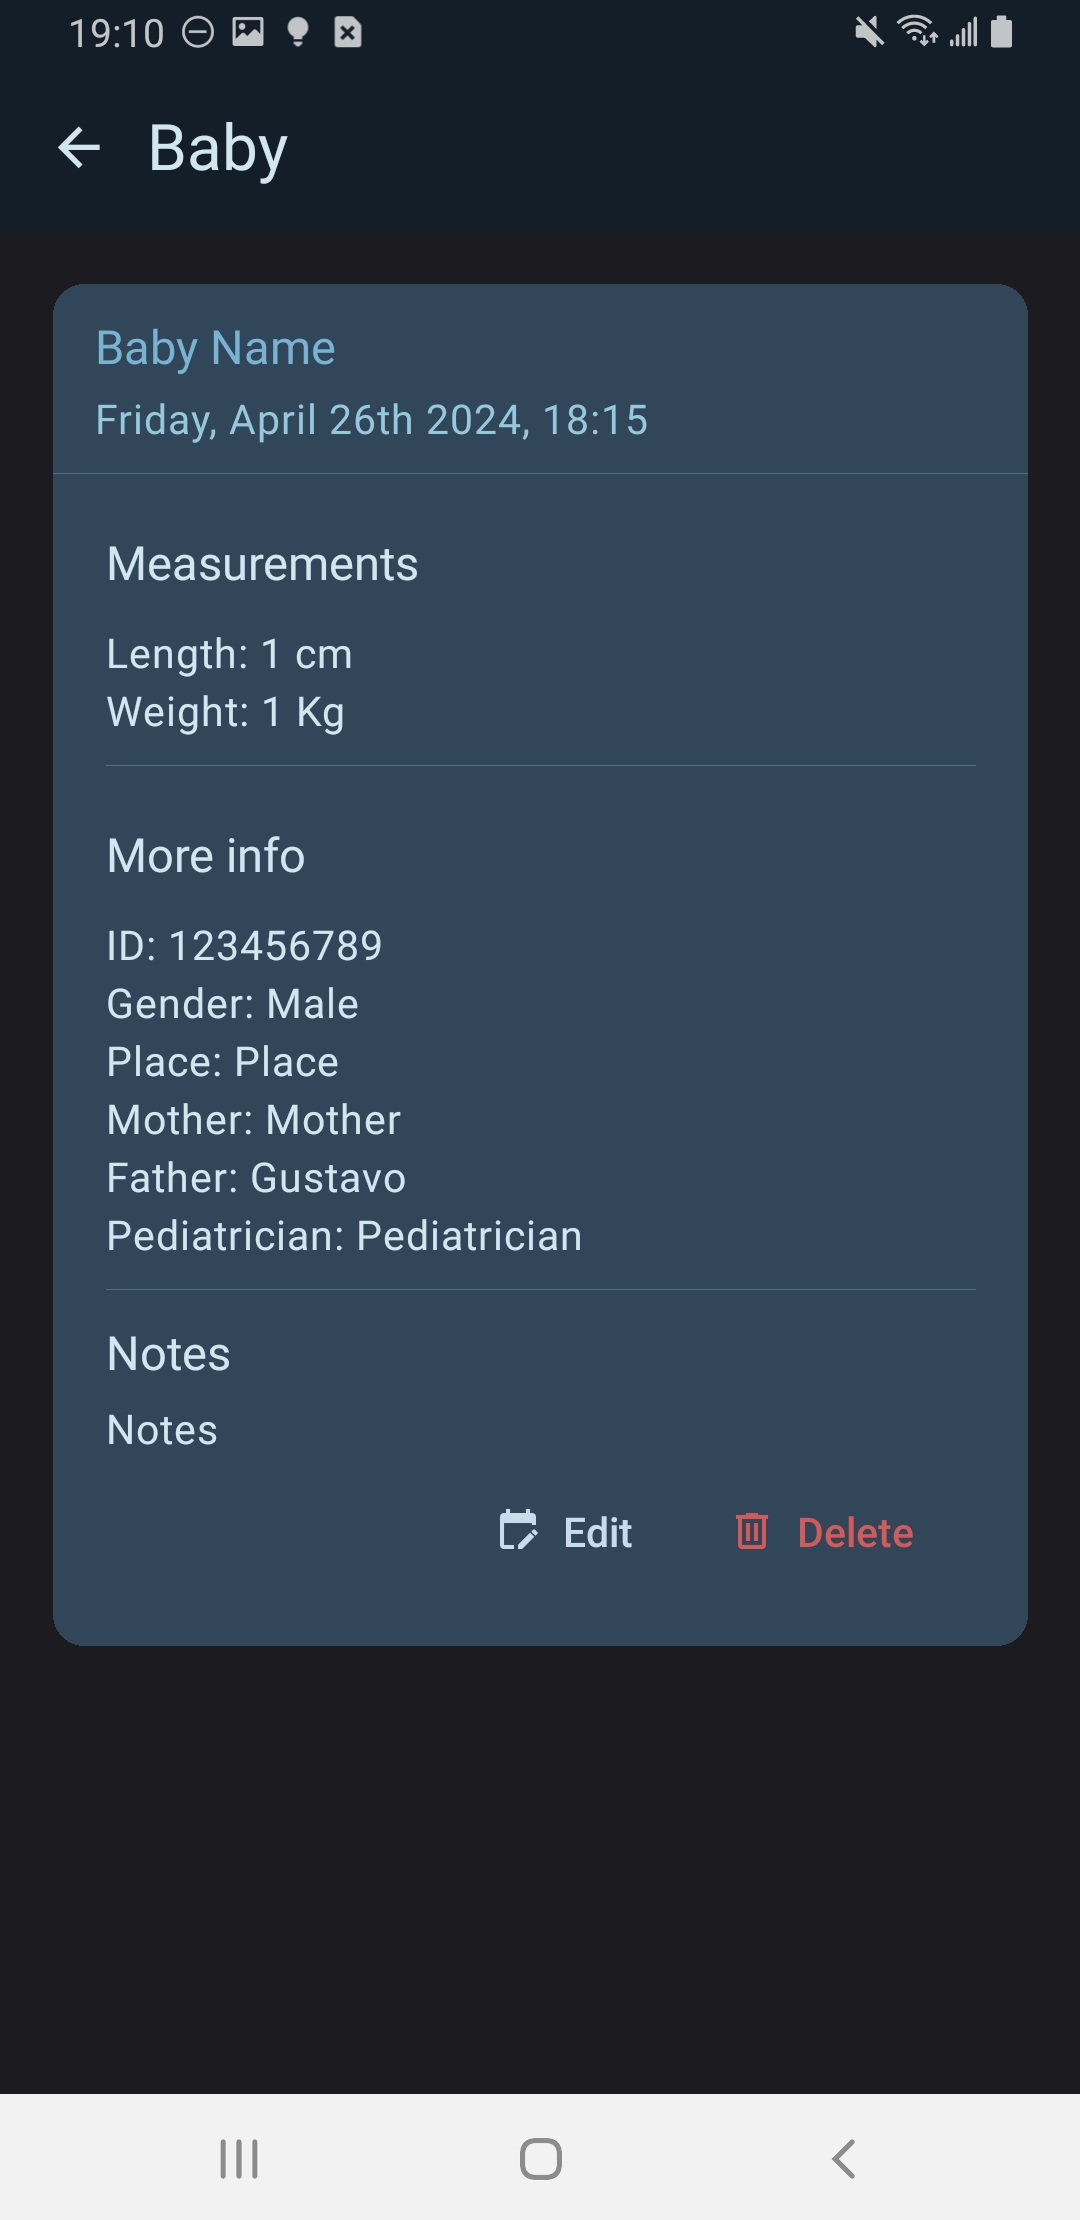 19:10
Baby
Baby Name
Friday, April 26th 2024, 18:15
Measurements
Length: 1 cm
Weight: 1 Kg
More info
ID: 123456789
Gender: Male
Place: Place
Mother: Mother
Father: Gustavo
Pediatrician: Pediatrician
Notes
Notes
Edit
Delete